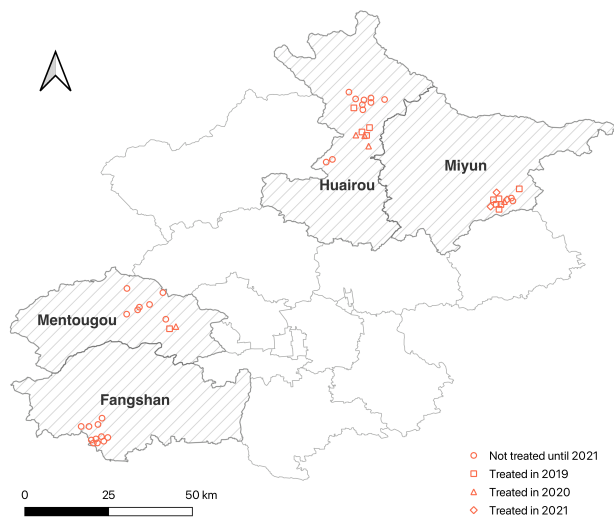 Huairou
Miyun
Mentougou
Fangshan
Not treated until 2021
Treated in 2019
Treated in 2020
Treated in 2021
0 25 50 km